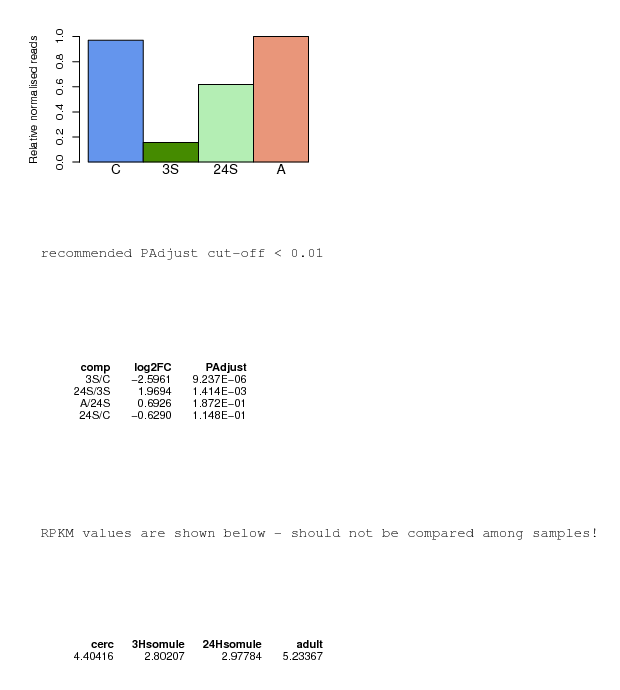 Relative normalised reads
1.0
0.8
0.6
0.4
0.2
0.0
C 3S 24S A
recommended PAdjust cut-off < 0.01
comp log2FC PAdjust
3S/C −2.5961 9.237E−06
24S/3S 1.9694 1.414E−03
A/24S 0.6926 1.872E−01
24S/C −0.6290 1.148E−01
RPKM values are shown below - should not be compared among samples!
cerc 3Hsomule 24Hsomule adult
4.40416 2.80207 2.97784 5.23367